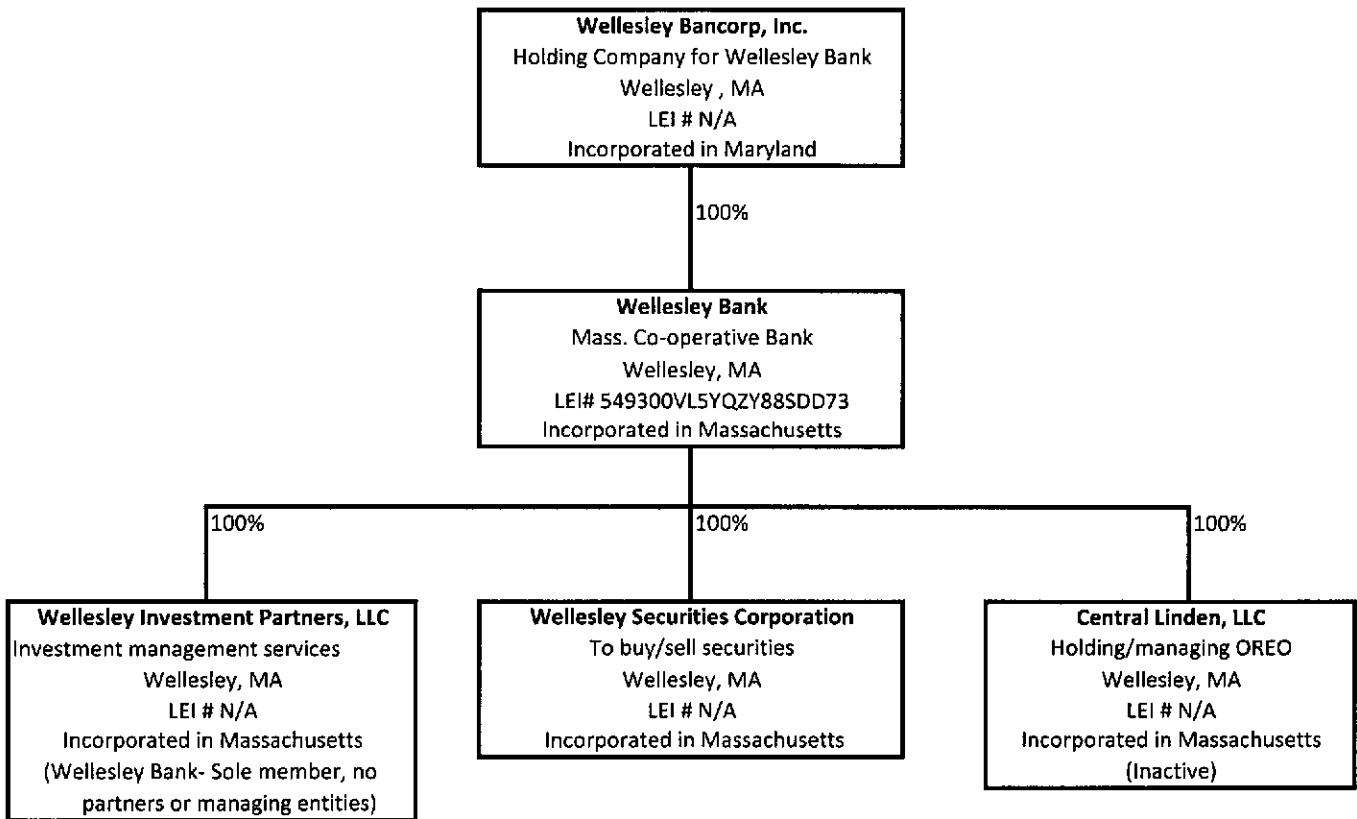 Wellesley Bancorp, Inc.
Holding Company for Wellesley Bank
Wellesley , MA
LEI # N/A
Incorporated in Maryland
100%
Wellesley Bank
Mass. Co-operative Bank
Wellesley, MA
LEI# 549300VL5YQZY88SDD73
Incorporated in Massachusetts
100%
100%
100%
Wellesley Investment Partners, LLC
Investment management services
Wellesley, MA
LEI # N/A
Incorporated in Massachusetts
(Wellesley Bank- Sole member, no
partners or managing entities)
Wellesley Securities Corporation
To buy/sell securities
Wellesley, MA
LEI # N/A
Incorporated in Massachusetts
Central Linden, LLC
Holding/managing OREO
Wellesley, MA
LEI # N/A
Incorporated in Massachusetts
(Inactive)